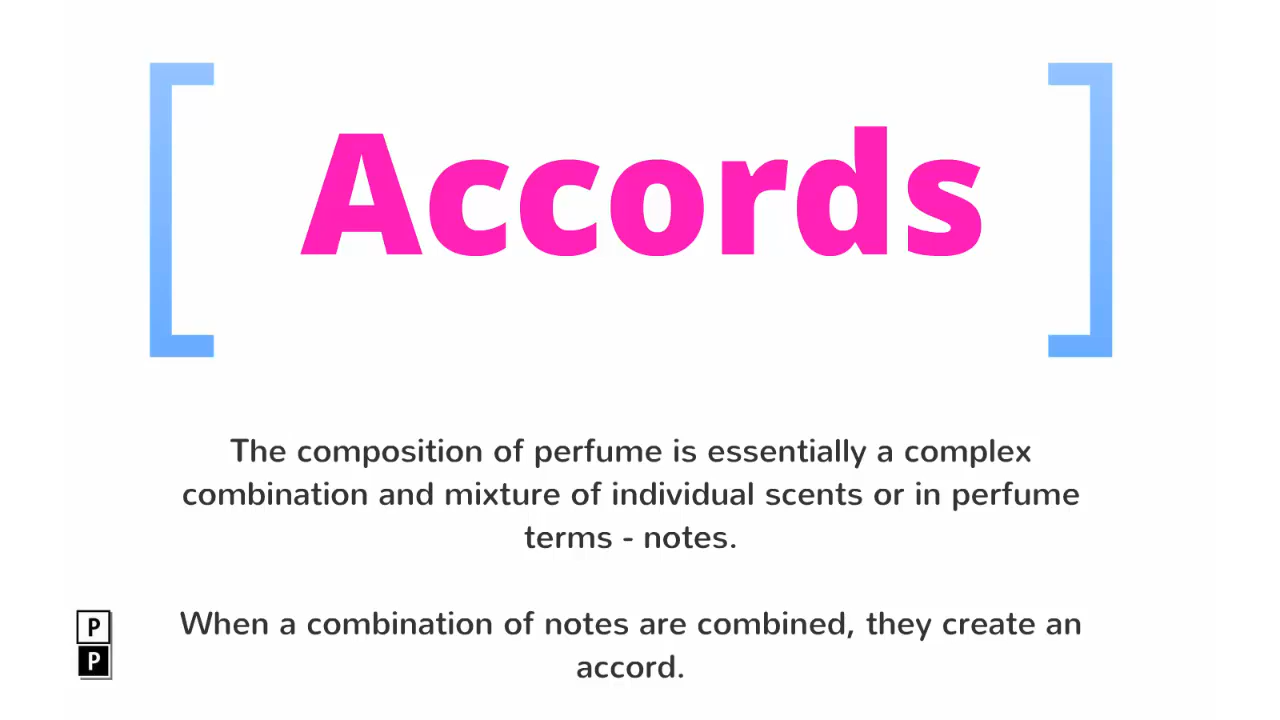 Accords
The composition of perfume is essentially a complex
combination and mixture of individual scents or in perfume
terms - notes.
When a combination of notes are combined, they create an
accord.
P
P